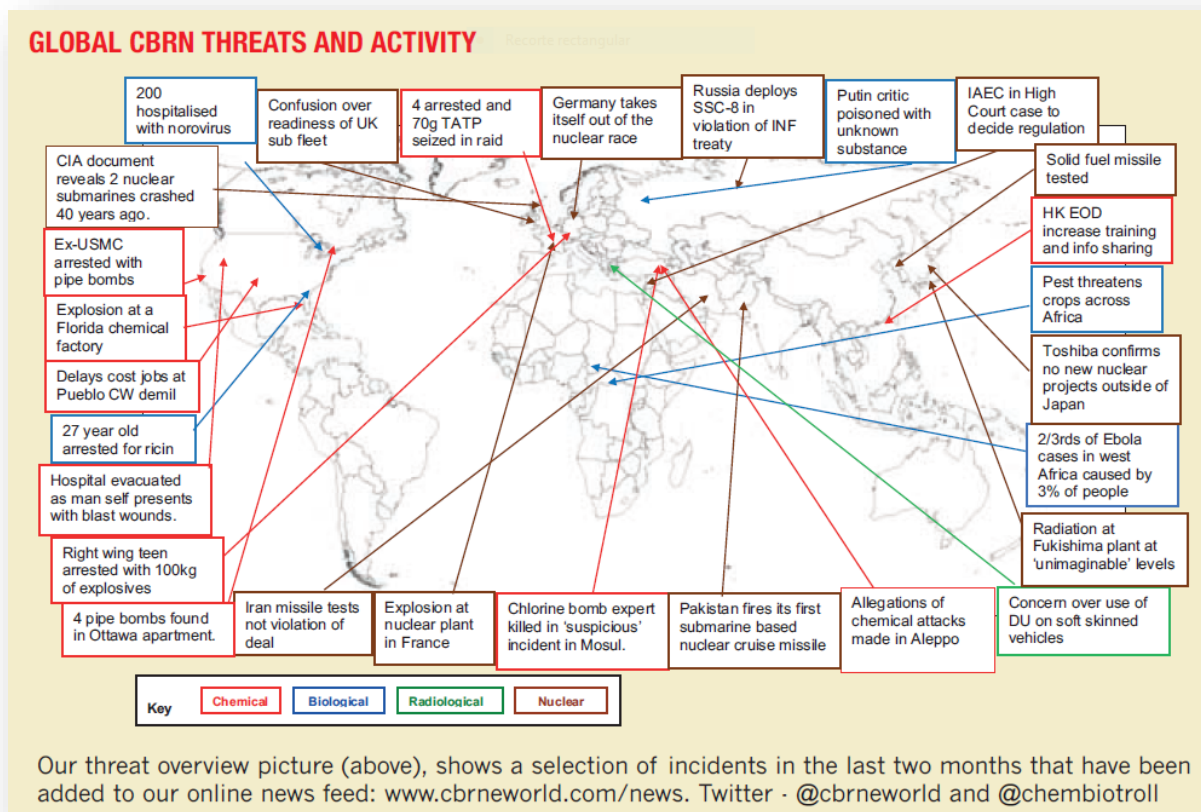 GLOBAL CBRN THREATS AND ACTIVITY
Recorte rectangular
200
hospitalised
with norovirus
Confusion over
readiness of UK
sub fleet
4 arrested and
70g TATP
seized in raid
Germany takes
itself out of the
nuclear race
Russia deploys
SSC-8 in
violation of INF
treaty
Putin critic
poisoned with
unknown
substance
IAEC in High
Court case to
decide regulation
CIA document
reveals 2 nuclear
submarines crashed
40 years ago.
Solid fuel missile
tested
Ex-USMC
arrested with
pipe bombs
HK EOD
increase training
and info sharing
Explosion at a
Florida chemical
factory
Pest threatens
crops across
Africa
Delays cost jobs at
Pueblo CW demil
Toshiba confirms
no new nuclear
projects outside of
Japan
27 year old
arrested for ricin
2/3rds of Ebola
cases in west
Africa caused by
3% of people
Hospital evacuated
as man self presents
with blast wounds.
Radiation at
Fukishima plant at
'unimaginable' levels
Right wing teen
arrested with 100kg
of explosives
4 pipe bombs found
in Ottawa apartment.
Iran missile tests
not violation of
deal
Explosion at
nuclear plant
in France
Chlorine bomb expert
killed in 'suspicious'
incident in Mosul.
Pakistan fires its first
submarine based
nuclear cruise missile
Allegations of
chemical attacks
made in Aleppo
Concern over use of
DU on soft skinned
vehicles
Key Chemical Biological Radiological Nuclear
Our threat overview picture (above), shows a selection of incidents in the last two months that have been
added to our online news feed: www.cbrneworld.com/news. Twitter - @cbrneworld and @chembiotroll